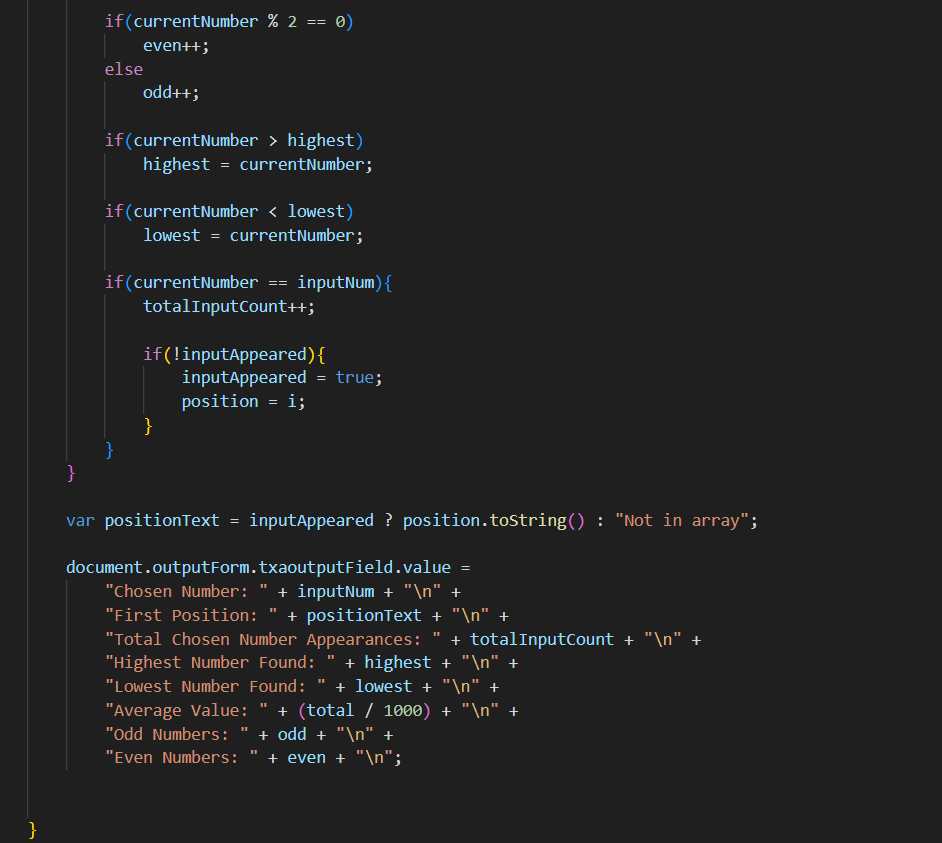 if(currentNumber % 2 == 0)
even++;
else
odd++;
if(currentNumber > highest)
highest = currentNumber;
if(currentNumber < lowest)
lowest = currentNumber;
if(currentNumber == inputNum){
totalInputCount++;
if(!inputAppeared){
inputAppeared = true;
position = i;
}
}
}
var positionText = inputAppeared ? position.toString() : "Not in array";
document.outputForm.txaoutputField.value =
"Chosen Number: " + inputNum + "\n" +
"First Position: " + positionText + "\n" +
"Total Chosen Number Appearances: " + totalInputCount + "\n" +
"Highest Number Found: " + highest + "\n" +
"Lowest Number Found: " + lowest + "\n" +
"Average Value: " + (total / 1000) + "\n" +
"Odd Numbers: " + odd + "\n" +
"Even Numbers: " + even + "\n";
}